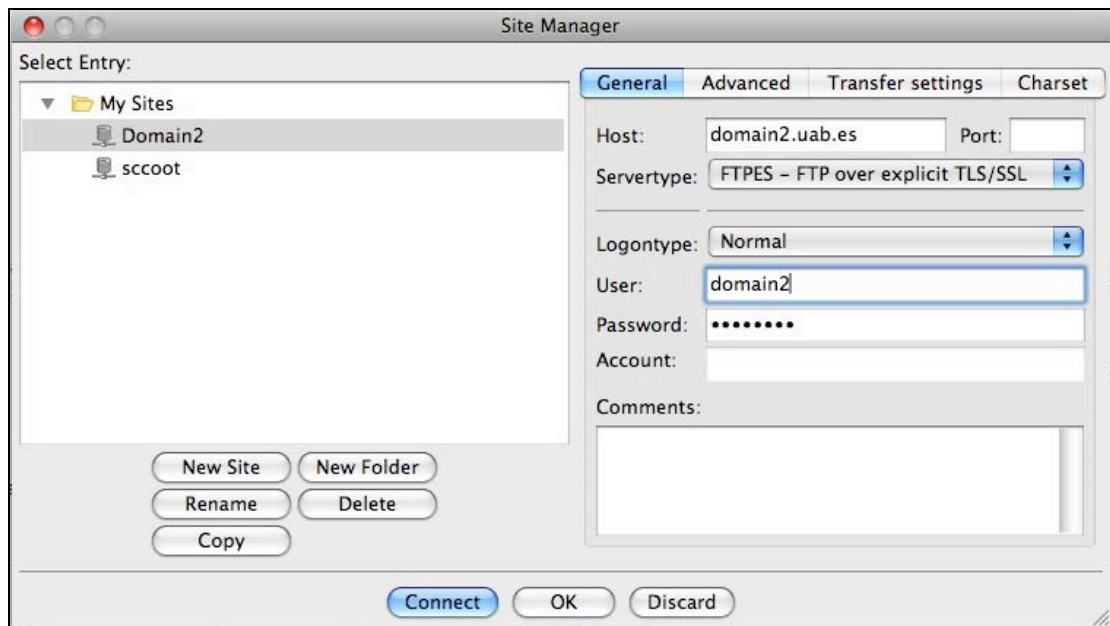 Site Manager
Select Entry:
My Sites
Domain2
sccoot
New Site New Folder
Rename Delete
Copy
General Advanced Transfer settings Charset
Host: domain2.uab.es Port:
Servertype: FTPES – FTP over explicit TLS/SSL
Logontype: Normal
User: domain2
Password: ••••••••
Account:
Comments:
Connect OK Discard